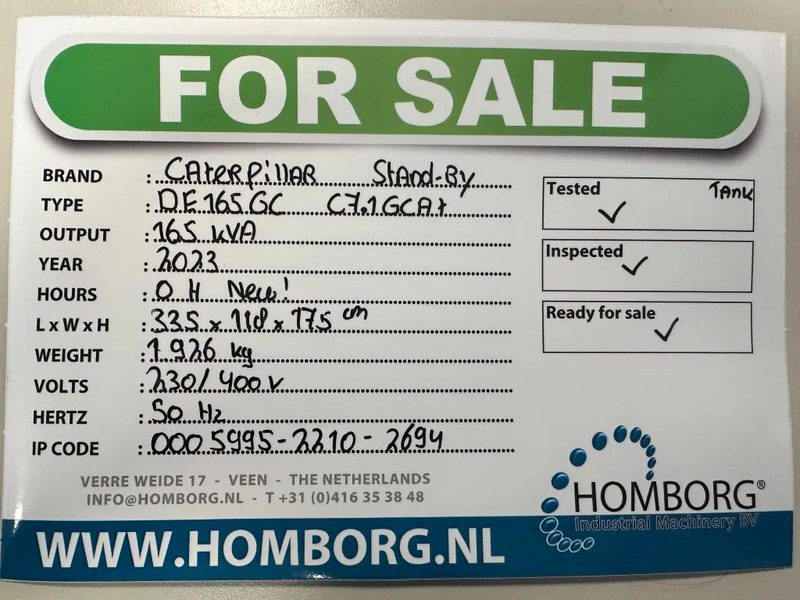 FOR SALE
BRAND : CAterpillar Stand-By
TYPE : DE165GC C7.1GCAt
OUTPUT : 165 kVA
YEAR : 2023
HOURS : 0 H New!
L x W x H : 335 x 118 x 175 cm
WEIGHT : 1.926 kg
VOLTS : 230/400 v
HERTZ : 50 Hz
IP CODE : 000 5995-2210-2694
Tested Tank ✓
Inspected ✓
Ready for sale ✓
VERRE WEIDE 17 - VEEN - THE NETHERLANDS
INFO@HOMBORG.NL - T +31 (0)416 35 38 48
HOMBORG®
Industrial Machinery BV
WWW.HOMBORG.NL